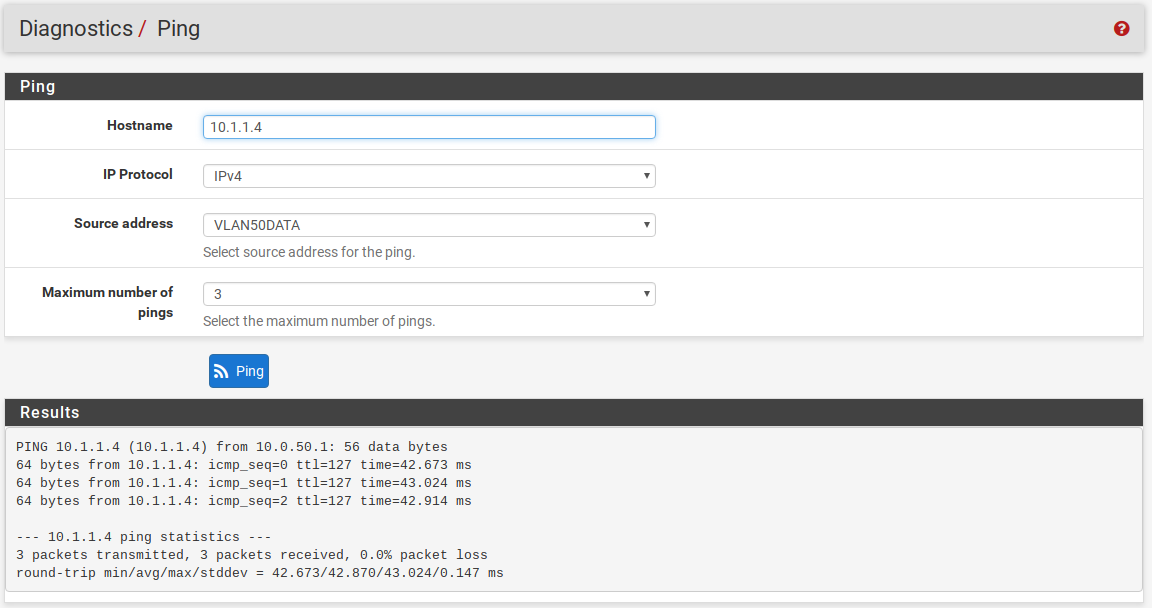 Diagnostics / Ping
Ping
Hostname
10.1.1.4
IP Protocol
IPv4
Source address
VLAN50DATA
Select source address for the ping.
Maximum number of
pings
3
Select the maximum number of pings.
Ping
Results
PING 10.1.1.4 (10.1.1.4) from 10.0.50.1: 56 data bytes
64 bytes from 10.1.1.4: icmp_seq=0 ttl=127 time=42.673 ms
64 bytes from 10.1.1.4: icmp_seq=1 ttl=127 time=43.024 ms
64 bytes from 10.1.1.4: icmp_seq=2 ttl=127 time=42.914 ms
--- 10.1.1.4 ping statistics ---
3 packets transmitted, 3 packets received, 0.0% packet loss
round-trip min/avg/max/stddev = 42.673/42.870/43.024/0.147 ms